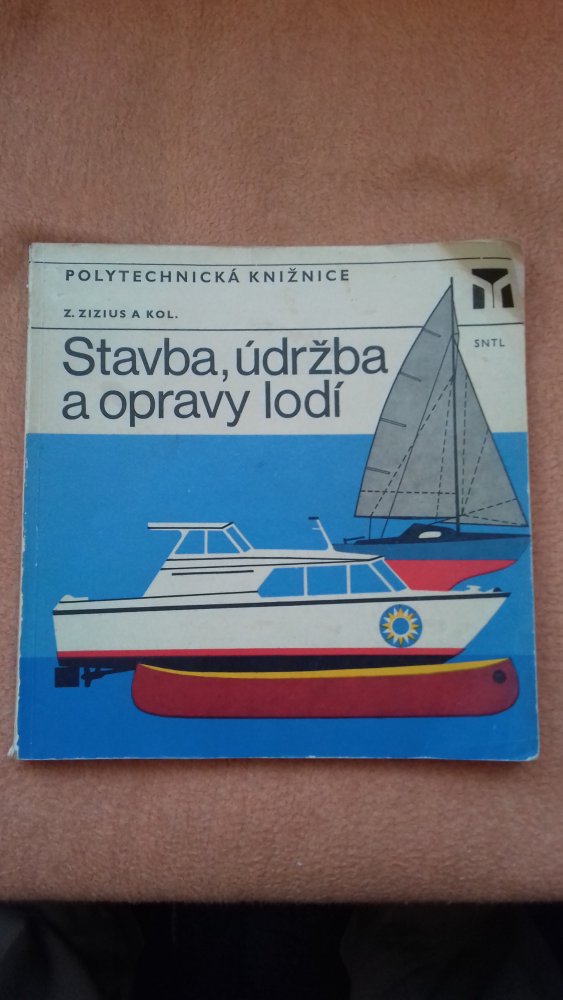 POLYTECHNICKÁ KNIŽNICE
Z. ZIZIUS A KOL.
Stavba, údržba
a opravy lodí
SNTL